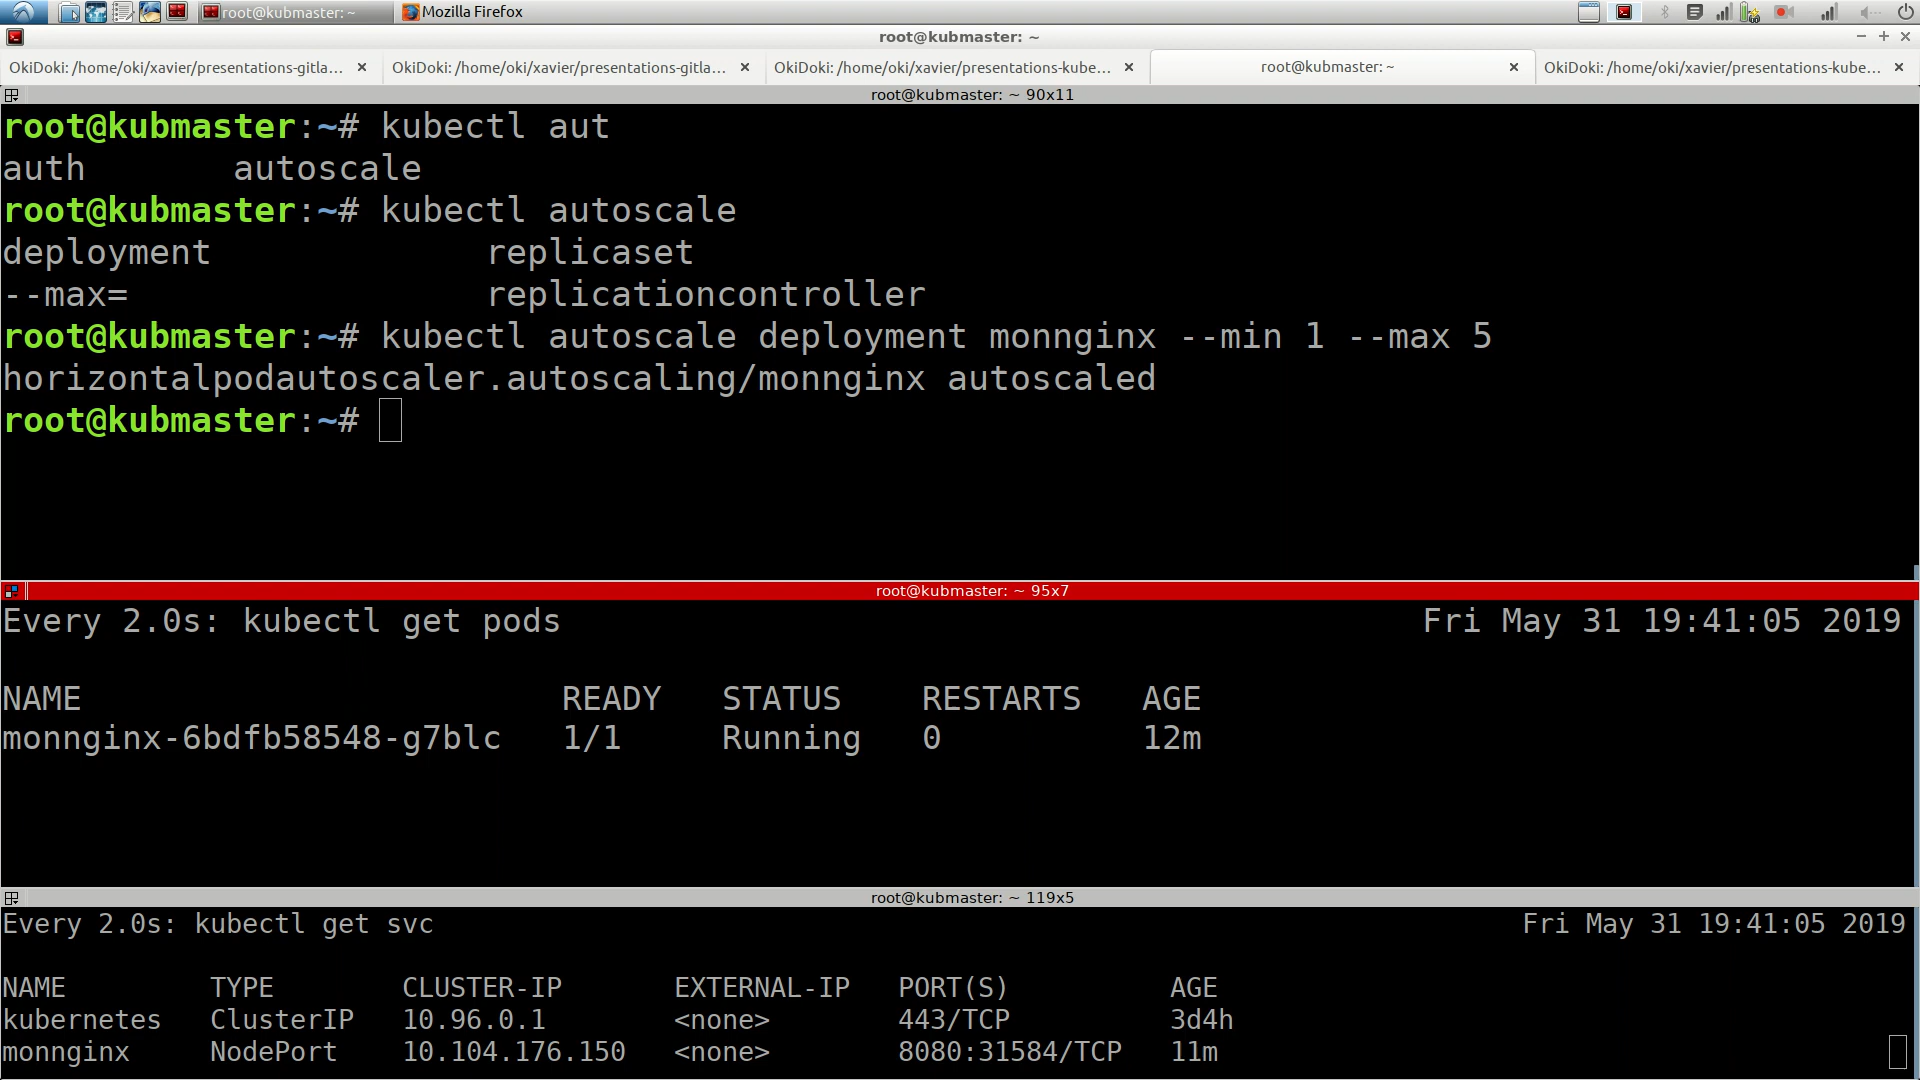 root@kubmaster: ~ Mozilla Firefox
root@kubmaster: ~
OkiDoki: /home/oki/xavier/presentations-gitla... OkiDoki: /home/oki/xavier/presentations-gitla... OkiDoki: /home/oki/xavier/presentations-kube... root@kubmaster: ~ OkiDoki: /home/oki/xavier/presentations-kube...
root@kubmaster: ~ 90x11
root@kubmaster:~# kubectl aut
auth autoscale
root@kubmaster:~# kubectl autoscale
deployment replicaset
--max= replicationcontroller
root@kubmaster:~# kubectl autoscale deployment monnginx --min 1 --max 5
horizontalpodautoscaler.autoscaling/monnginx autoscaled
root@kubmaster:~#
root@kubmaster: ~ 95x7
Every 2.0s: kubectl get pods Fri May 31 19:41:05 2019
NAME READY STATUS RESTARTS AGE
monnginx-6bdfb58548-g7blc 1/1 Running 0 12m
root@kubmaster: ~ 119x5
Every 2.0s: kubectl get svc Fri May 31 19:41:05 2019
NAME TYPE CLUSTER-IP EXTERNAL-IP PORT(S) AGE
kubernetes ClusterIP 10.96.0.1 <none> 443/TCP 3d4h
monnginx NodePort 10.104.176.150 <none> 8080:31584/TCP 11m